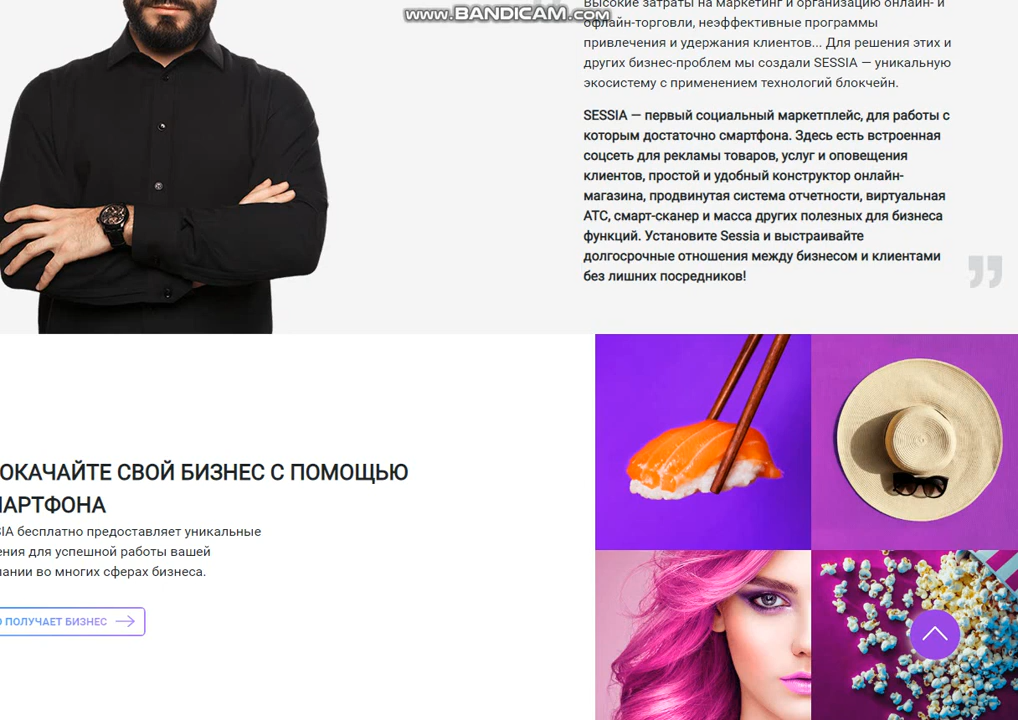 www.BANDICAM.com
Высокие затраты на маркетинг и организацию онлайн- и
офлайн-торговли, неэффективные программы
привлечения и удержания клиентов... Для решения этих и
других бизнес-проблем мы создали SESSIA — уникальную
экосистему с применением технологий блокчейн.
SESSIA — первый социальный маркетплейс, для работы с
которым достаточно смартфона. Здесь есть встроенная
соцсеть для рекламы товаров, услуг и оповещения
клиентов, простой и удобный конструктор онлайн-
магазина, продвинутая система отчетности, виртуальная
АТС, смарт-сканер и масса других полезных для бизнеса
функций. Установите Sessia и выстраивайте
долгосрочные отношения между бизнесом и клиентами
без лишних посредников!
”
ОКАЧАЙТЕ СВОЙ БИЗНЕС С ПОМОЩЬЮ
АРТФОНА
SIA бесплатно предоставляет уникальные
ения для успешной работы вашей
пании во многих сферах бизнеса.
О ПОЛУЧАЕТ БИЗНЕС